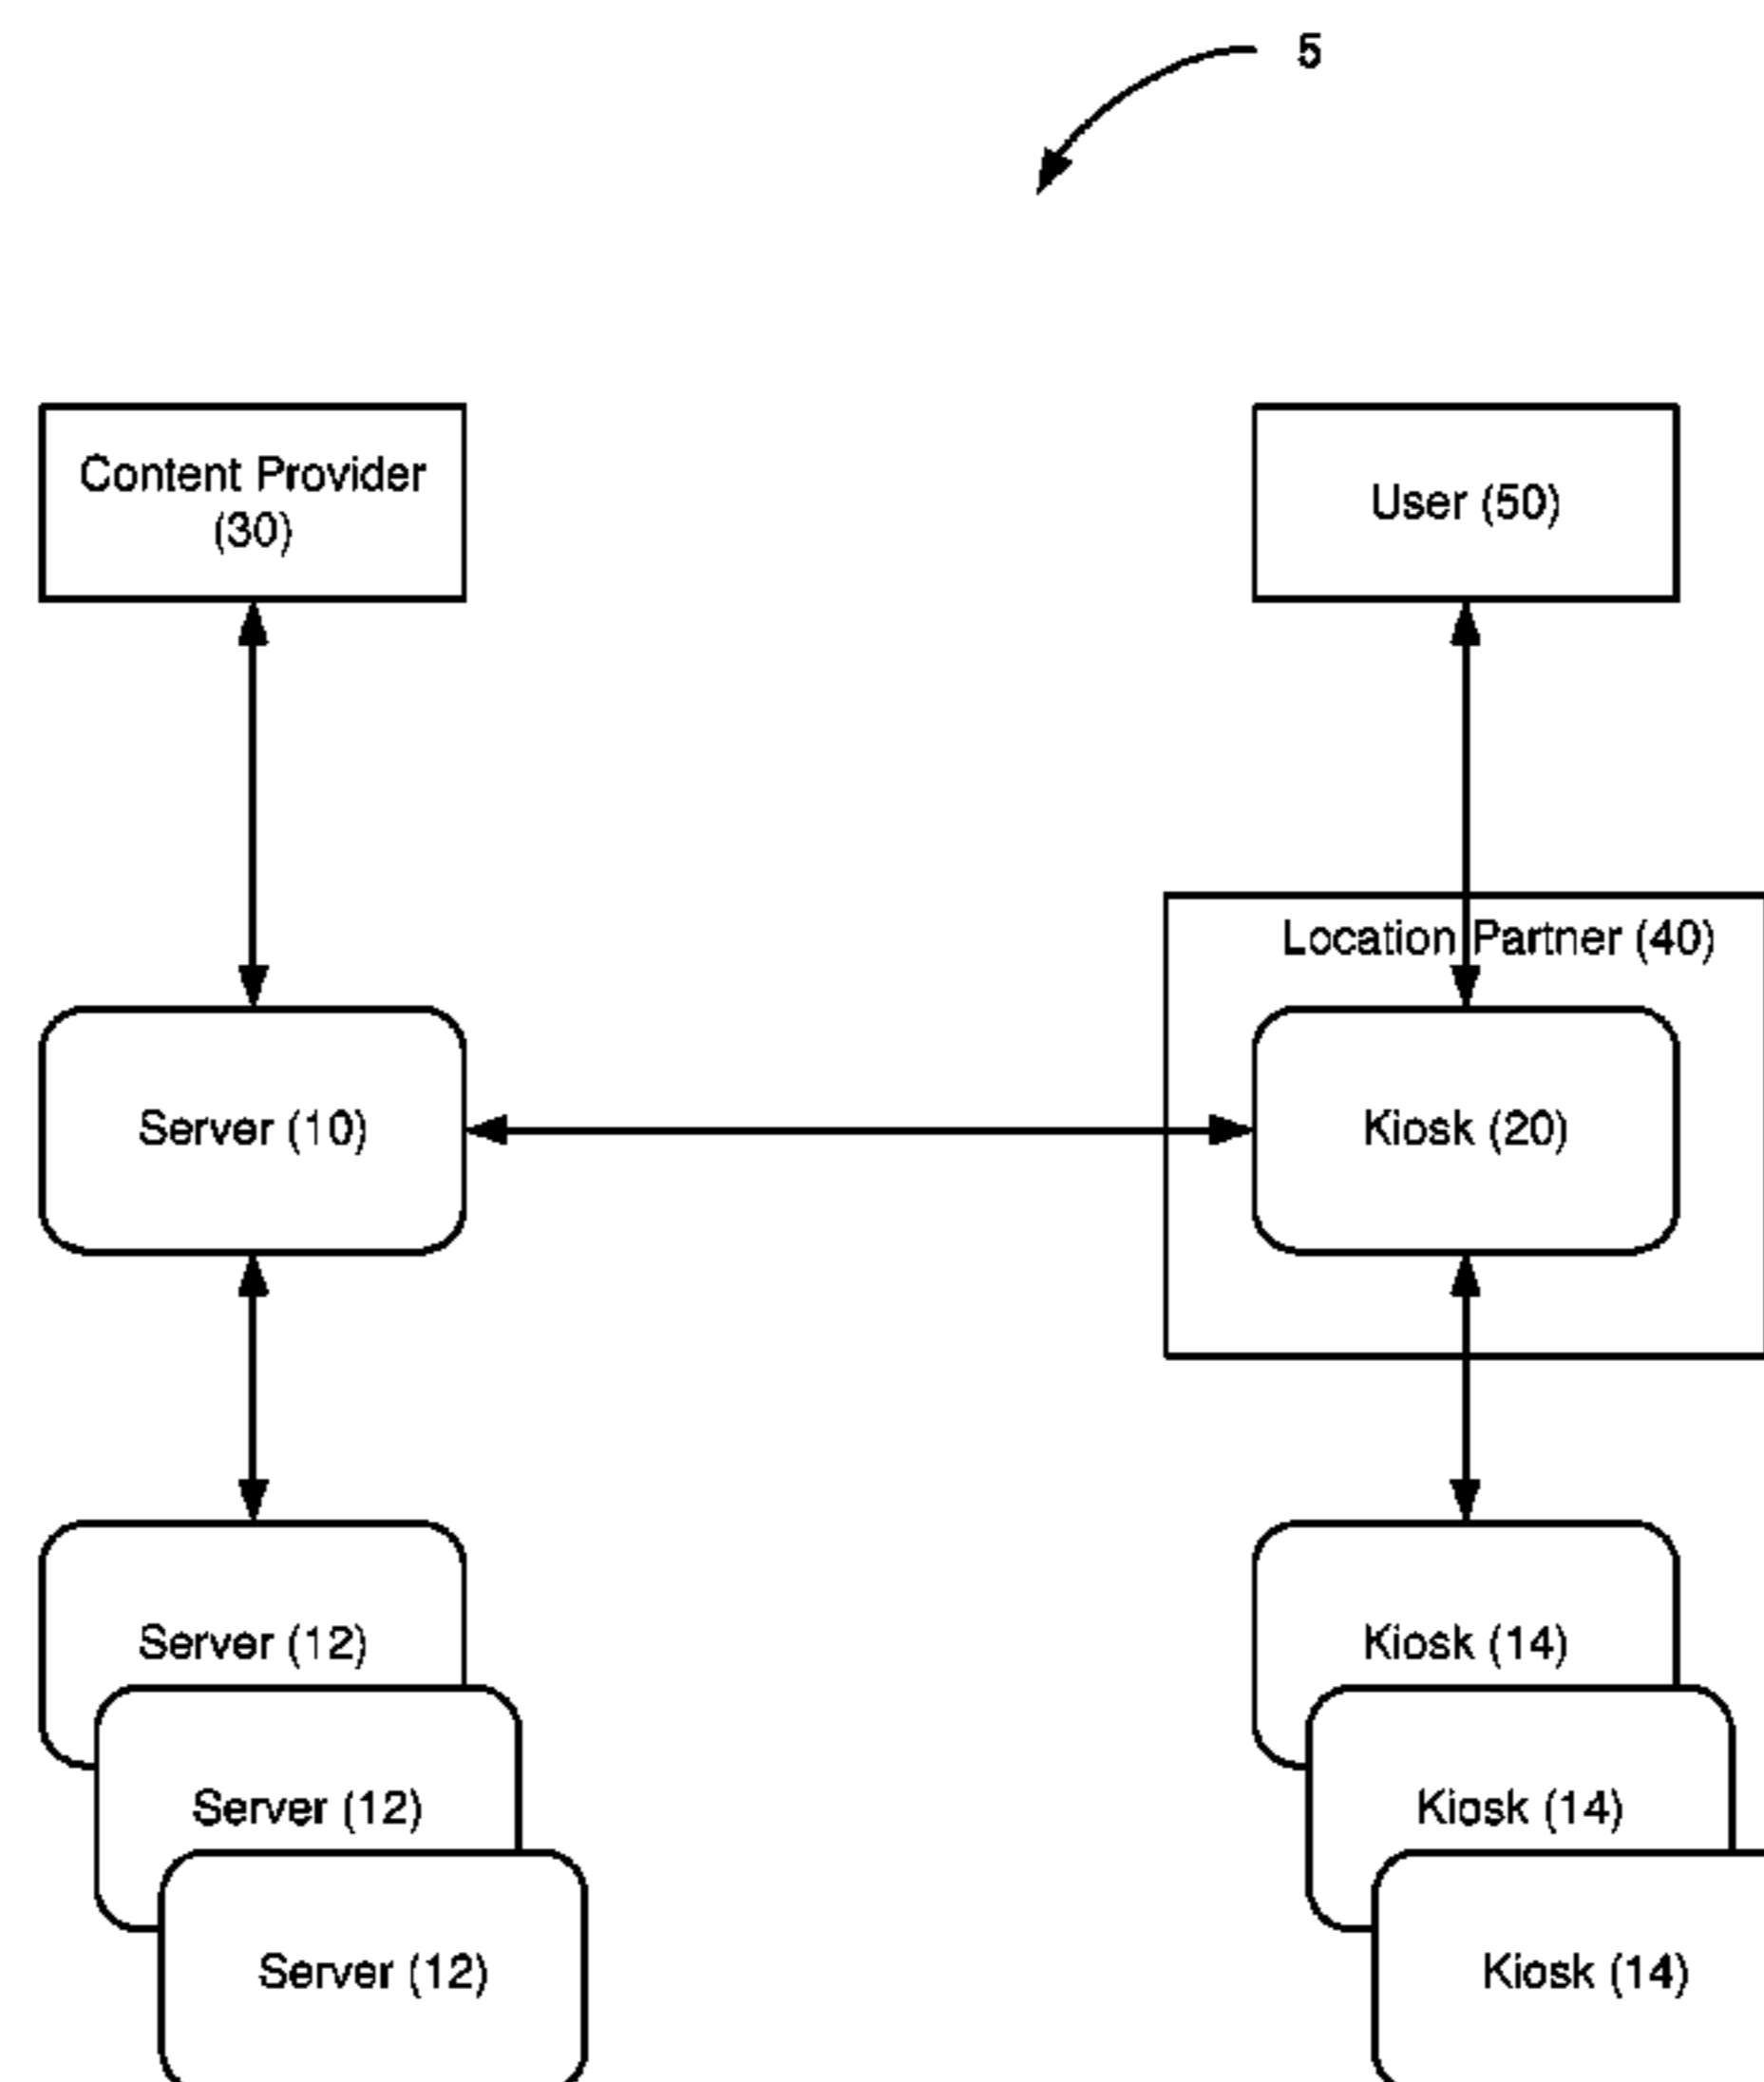 5
Content Provider
(30)
User (50)
Location Partner (40)
Server (10)
Kiosk (20)
Server (12)
Kiosk (14)
Server (12)
Kiosk (14)
Server (12)
Kiosk (14)